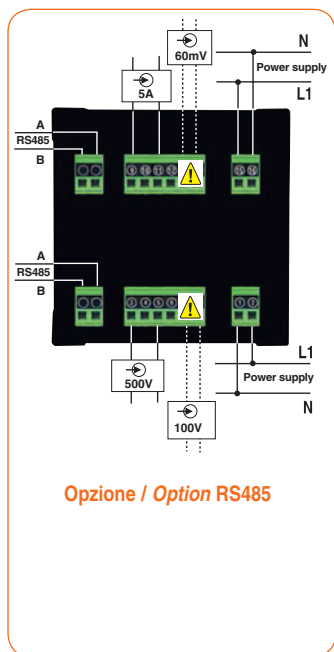 N
60mV
Power supply
5A
L1
A
RS485
B
A
RS485
B
L1
500V
Power supply
N
100V
Opzione / Option RS485